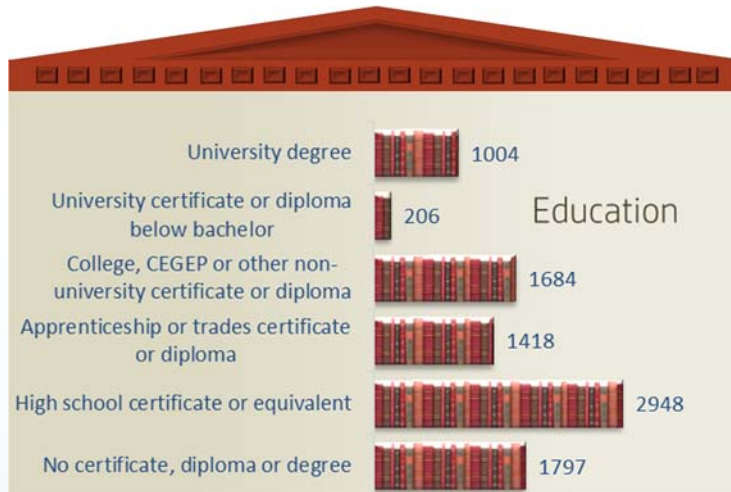 University degree
1004
University certificate or diploma
below bachelor
206
Education
College, CEGEP or other non-
university certificate or diploma
1684
Apprenticeship or trades certificate
or diploma
1418
High school certificate or equivalent
2948
No certificate, diploma or degree
1797